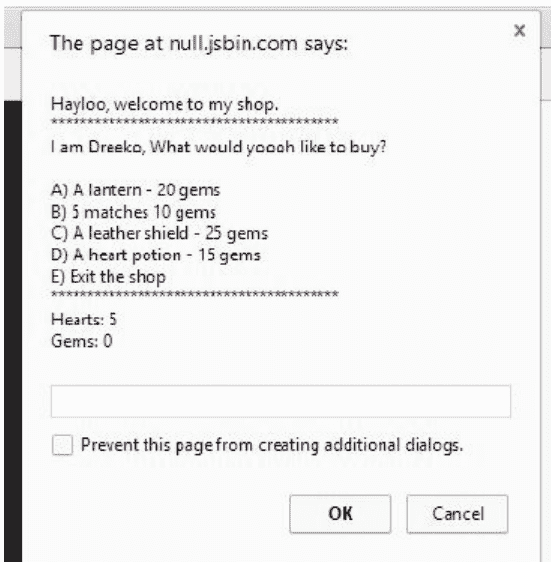 The page at null.jsbin.com says:
Hayloo, welcome to my shop.
****************************************
I am Dreeko, What would yoooh like to buy?
A) A lantern - 20 gems
B) 5 matches 10 gems
C) A leather shield - 25 gems
D) A heart potion - 15 gems
E) Exit the shop
****************************************
Hearts: 5
Gems: 0
Prevent this page from creating additional dialogs.
OK
Cancel